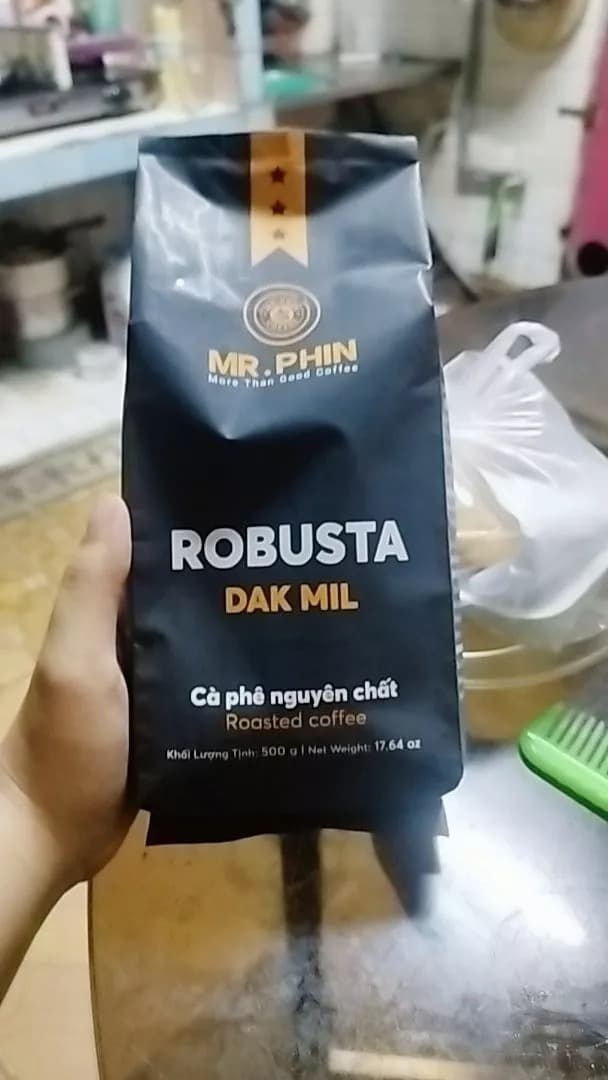 MR. PHIN
More Than Good Coffee
ROBUSTA
DAK MIL
Cà phê nguyên chất
Roasted coffee
Khối Lượng Tịnh: 500 g | Net Weight: 17.64 oz